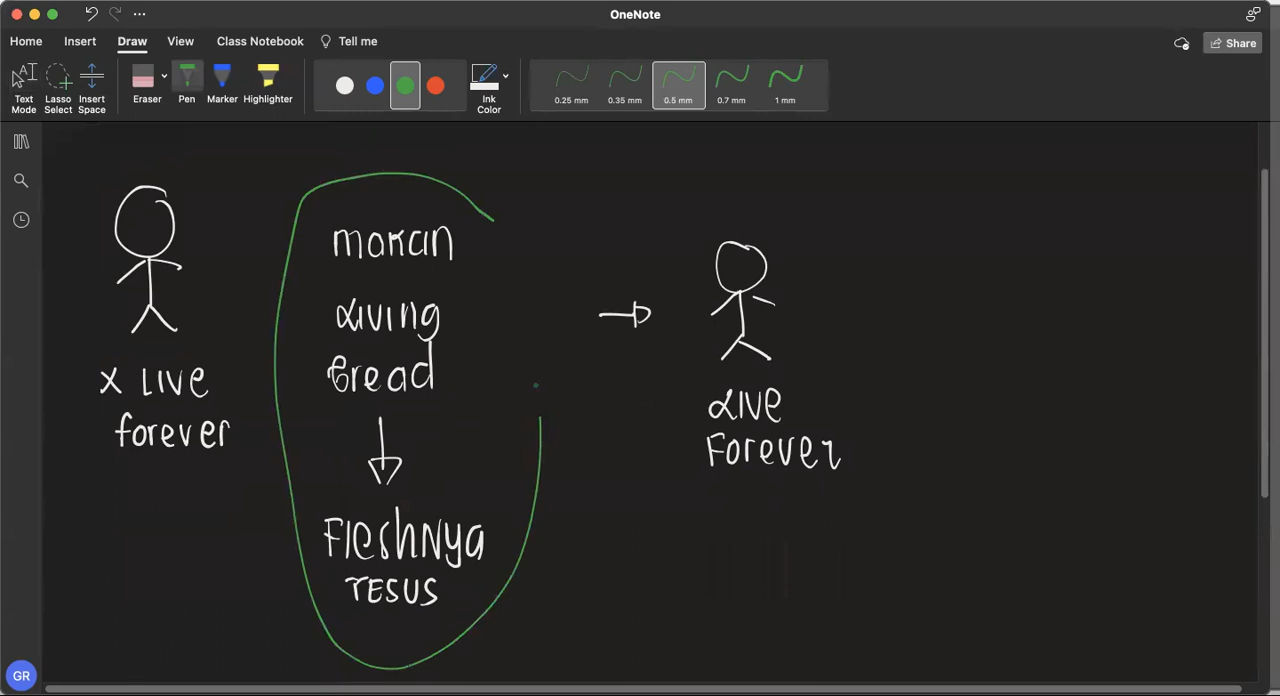 OneNote
Home Insert Draw View Class Notebook Tell me
Share
Text Mode
Lasso Select
Insert Space
Eraser
Pen
Marker
Highlighter
Ink Color
0.25 mm
0.35 mm
0.5 mm
0.7 mm
1 mm
makan
Living
Bread
X LIVE
forever
LIVE
Forever
FleshNya
YESUS
GR